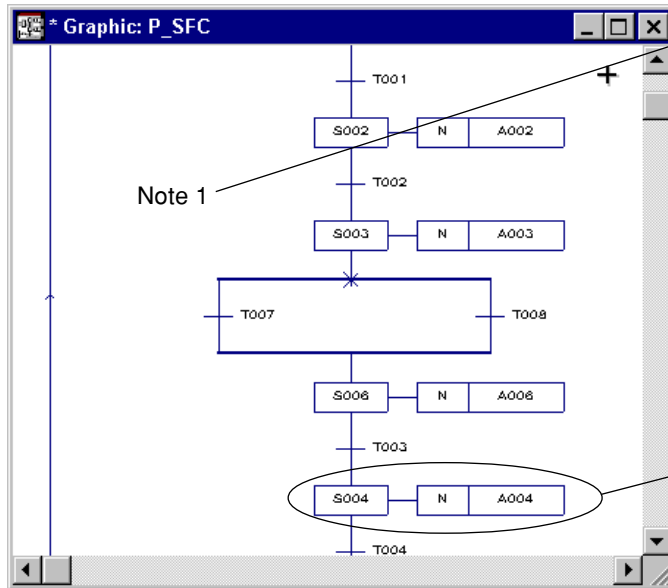 * Graphic: P_SFC
T001
S002 N A002
T002
Note 1
S003 N A003
T007 T008
S006 N A006
T003
S004 N A004
T004